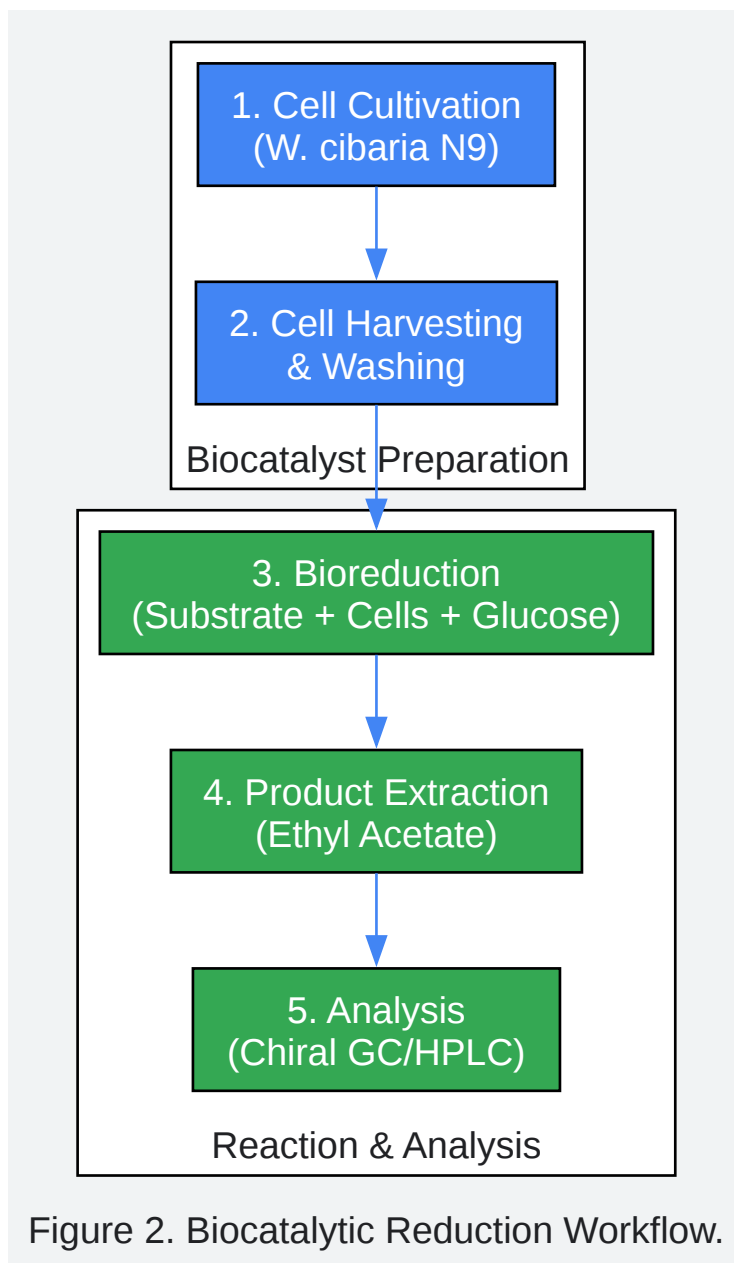 1. Cell Cultivation
(W. cibaria N9)
2. Cell Harvesting
& Washing
Biocatalyst Preparation
3. Bioreduction
(Substrate + Cells + Glucose)
4. Product Extraction
(Ethyl Acetate)
5. Analysis
(Chiral GC/HPLC)
Reaction & Analysis
Figure 2. Biocatalytic Reduction Workflow.